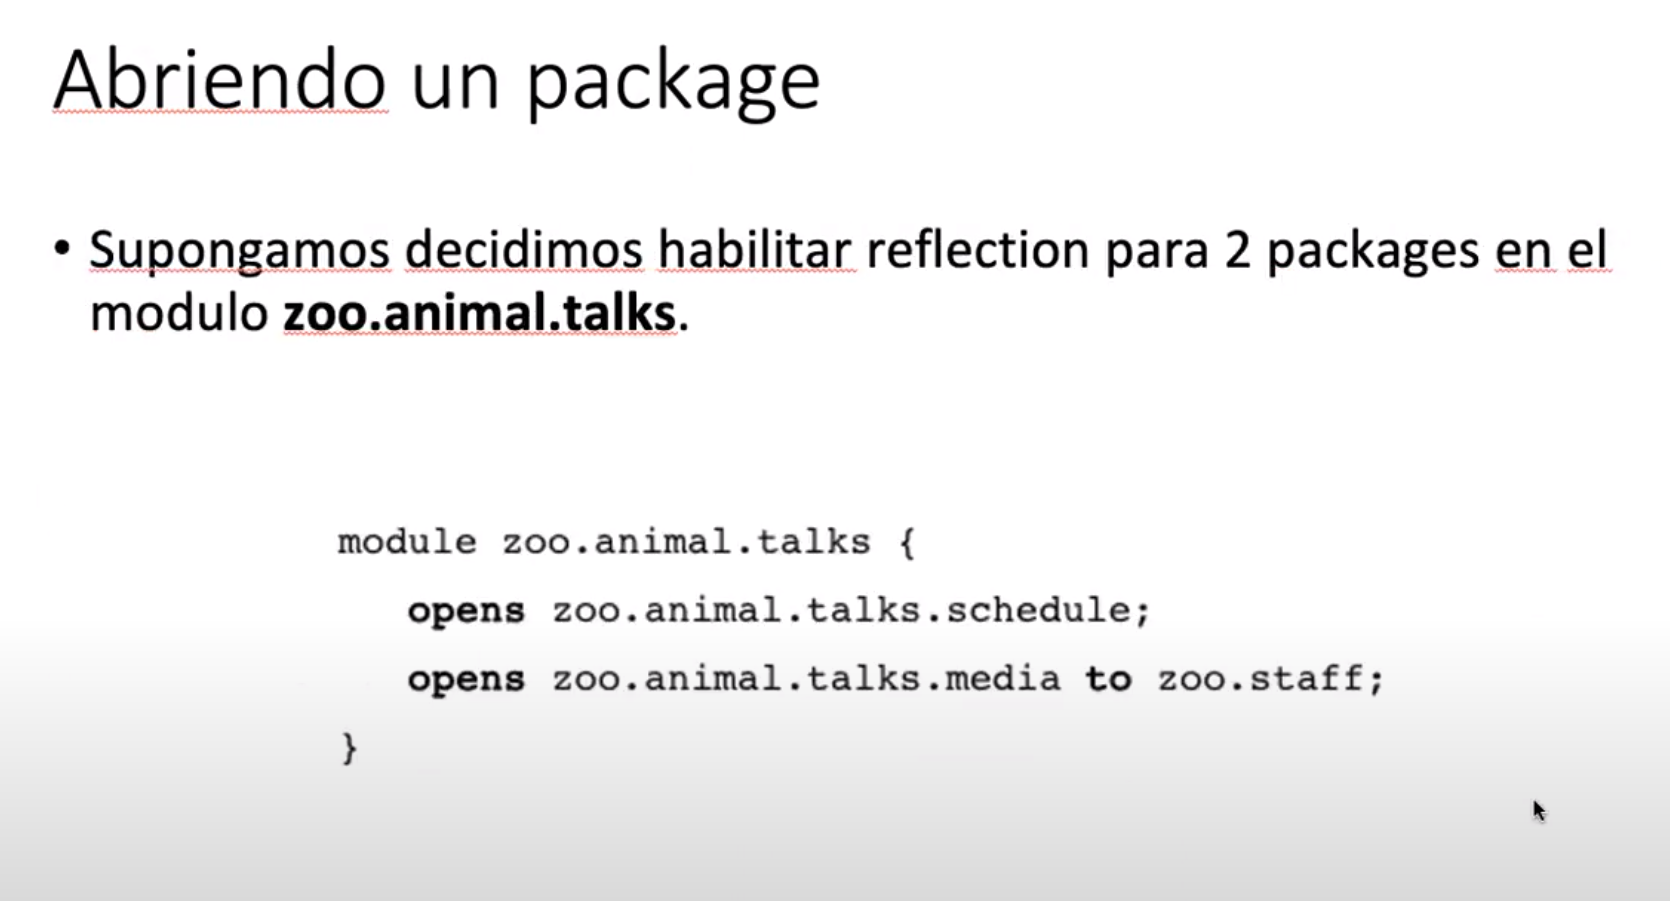 Abriendo un package
• Supongamos decidimos habilitar reflection para 2 packages en el
modulo zoo.animal.talks.
module zoo.animal.talks {
opens zoo.animal.talks.schedule;
opens zoo.animal.talks.media to zoo.staff;
}